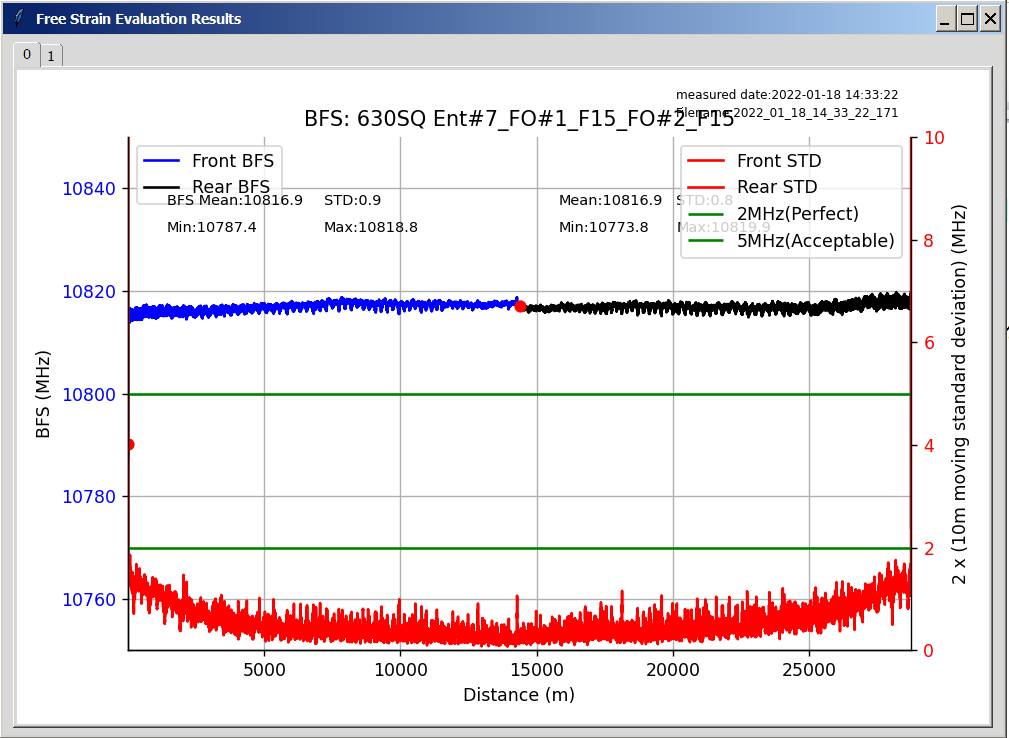 Free Strain Evaluation Results
0 1
measured date:2022-01-18 14:33:22
filename:2022_01_18_14_33_22_171
BFS: 630SQ Ent#7_FO#1_F15_FO#2_F15
Front BFS
Rear BFS
BFS Mean:10816.9 STD:0.9
Min:10787.4 Max:10818.8
Mean:10816.9 STD:0.8
Min:10773.8 Max:10819.9
Front STD
Rear STD
2MHz(Perfect)
5MHz(Acceptable)
10840
10820
10800
10780
10760
BFS (MHz)
10
8
6
4
2
0
2 x (10m moving standard deviation) (MHz)
5000 10000 15000 20000 25000
Distance (m)